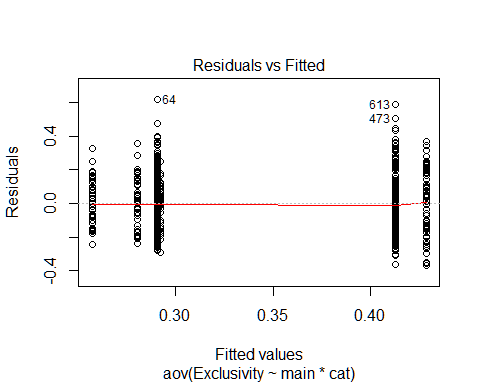 Residuals vs Fitted
64
613
473
Residuals
0.4
0.0
-0.4
0.30 0.35 0.40
Fitted values
aov(Exclusivity ~ main * cat)